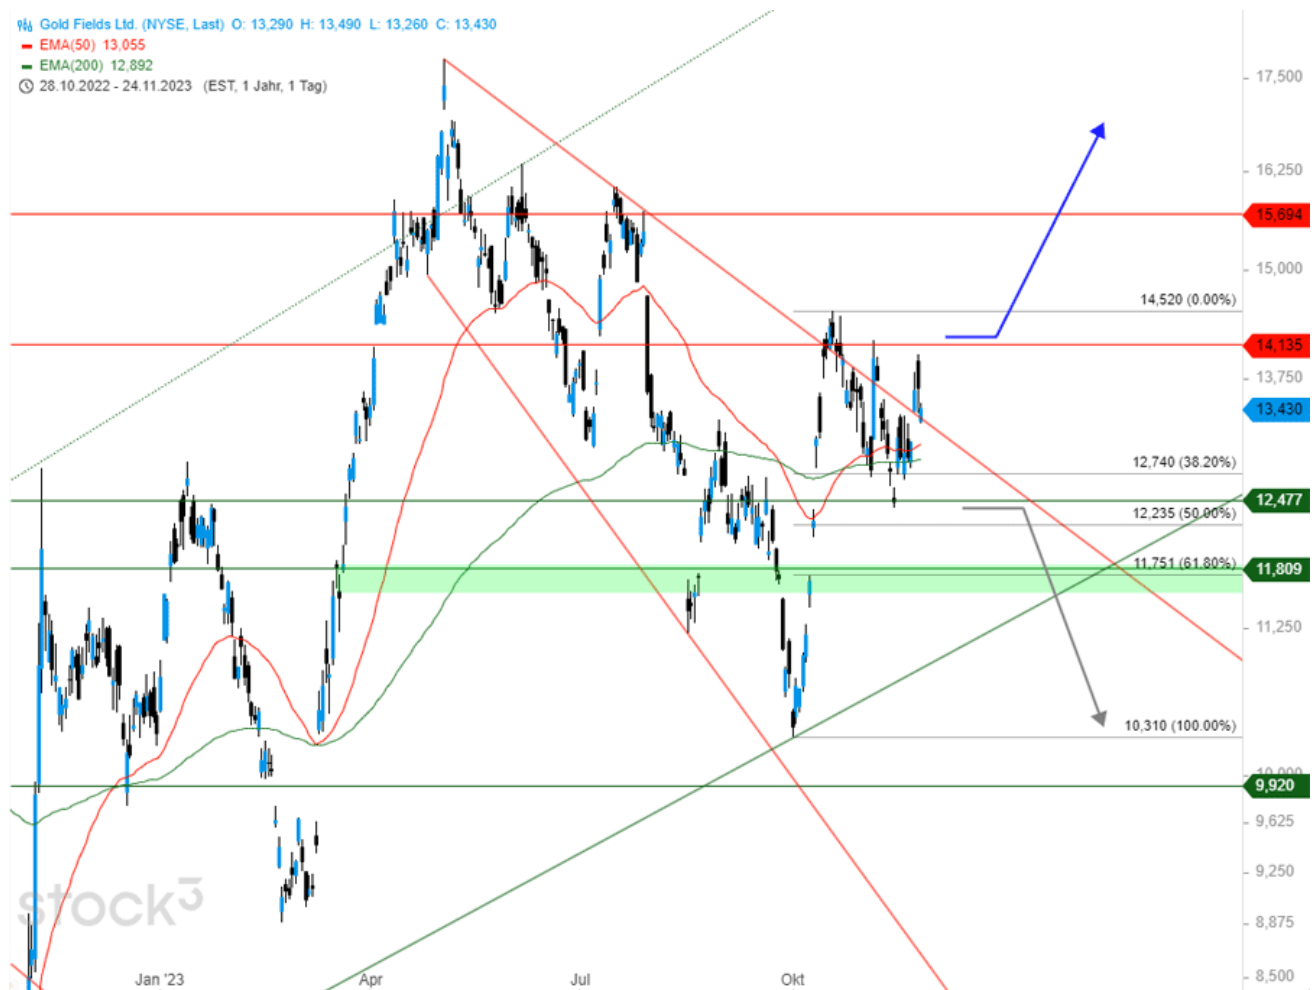 Gold Fields Ltd. (NYSE, Last) O: 13,290 H: 13,490 L: 13,260 C: 13,430
EMA(50) 13,055
EMA(200) 12,892
28.10.2022 - 24.11.2023 (EST, 1 Jahr, 1 Tag)
17,500
16,250
15,694
15,000
14,520 (0.00%)
14,135
13,750
13,430
12,740 (38.20%)
12,477
12,235 (50.00%)
11,751 (61.80%)
11,809
11,250
10,310 (100.00%)
10,000
9,920
9,625
9,250
stock3
8,875
8,500
Jan '23
Apr
Jul
Okt